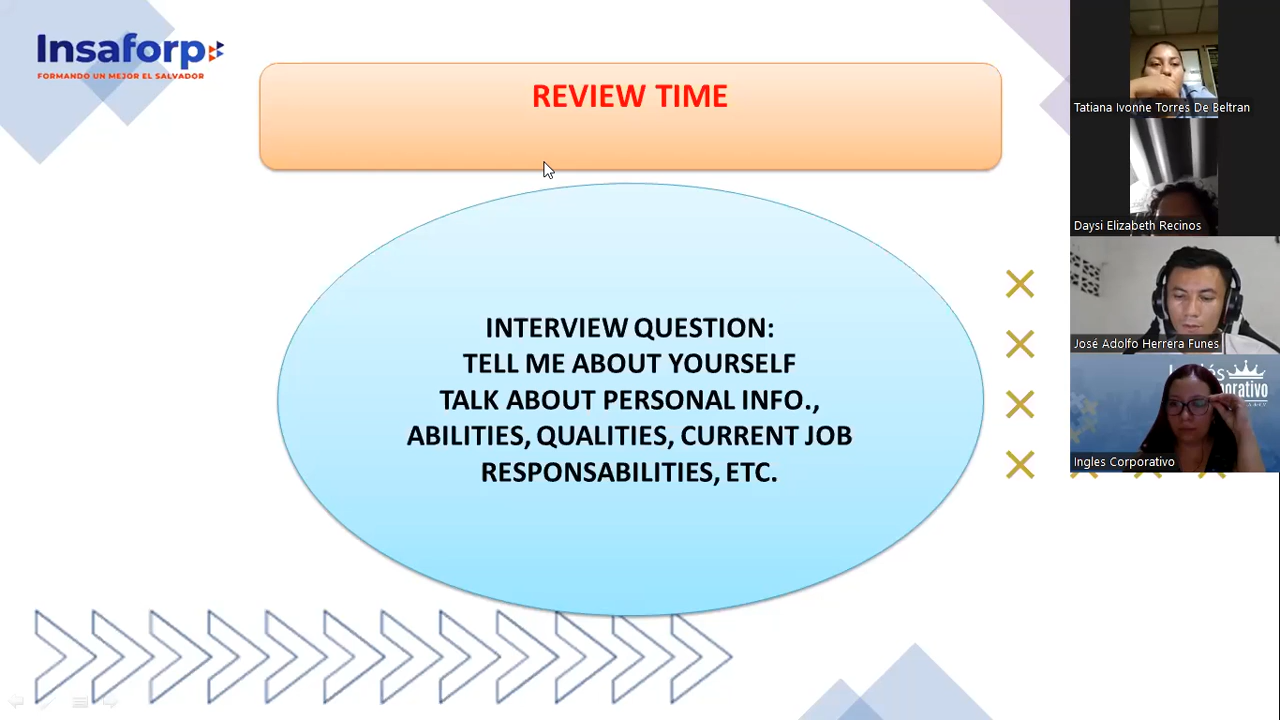 Insaforp
FORMANDO UN MEJOR EL SALVADOR
REVIEW TIME
INTERVIEW QUESTION:
TELL ME ABOUT YOURSELF
TALK ABOUT PERSONAL INFO.,
ABILITIES, QUALITIES, CURRENT JOB
RESPONSABILITIES, ETC.
Tatiana Ivonne Torres De Beltran
Daysi Elizabeth Recinos
José Adolfo Herrera Funes
Ingles Corporativo